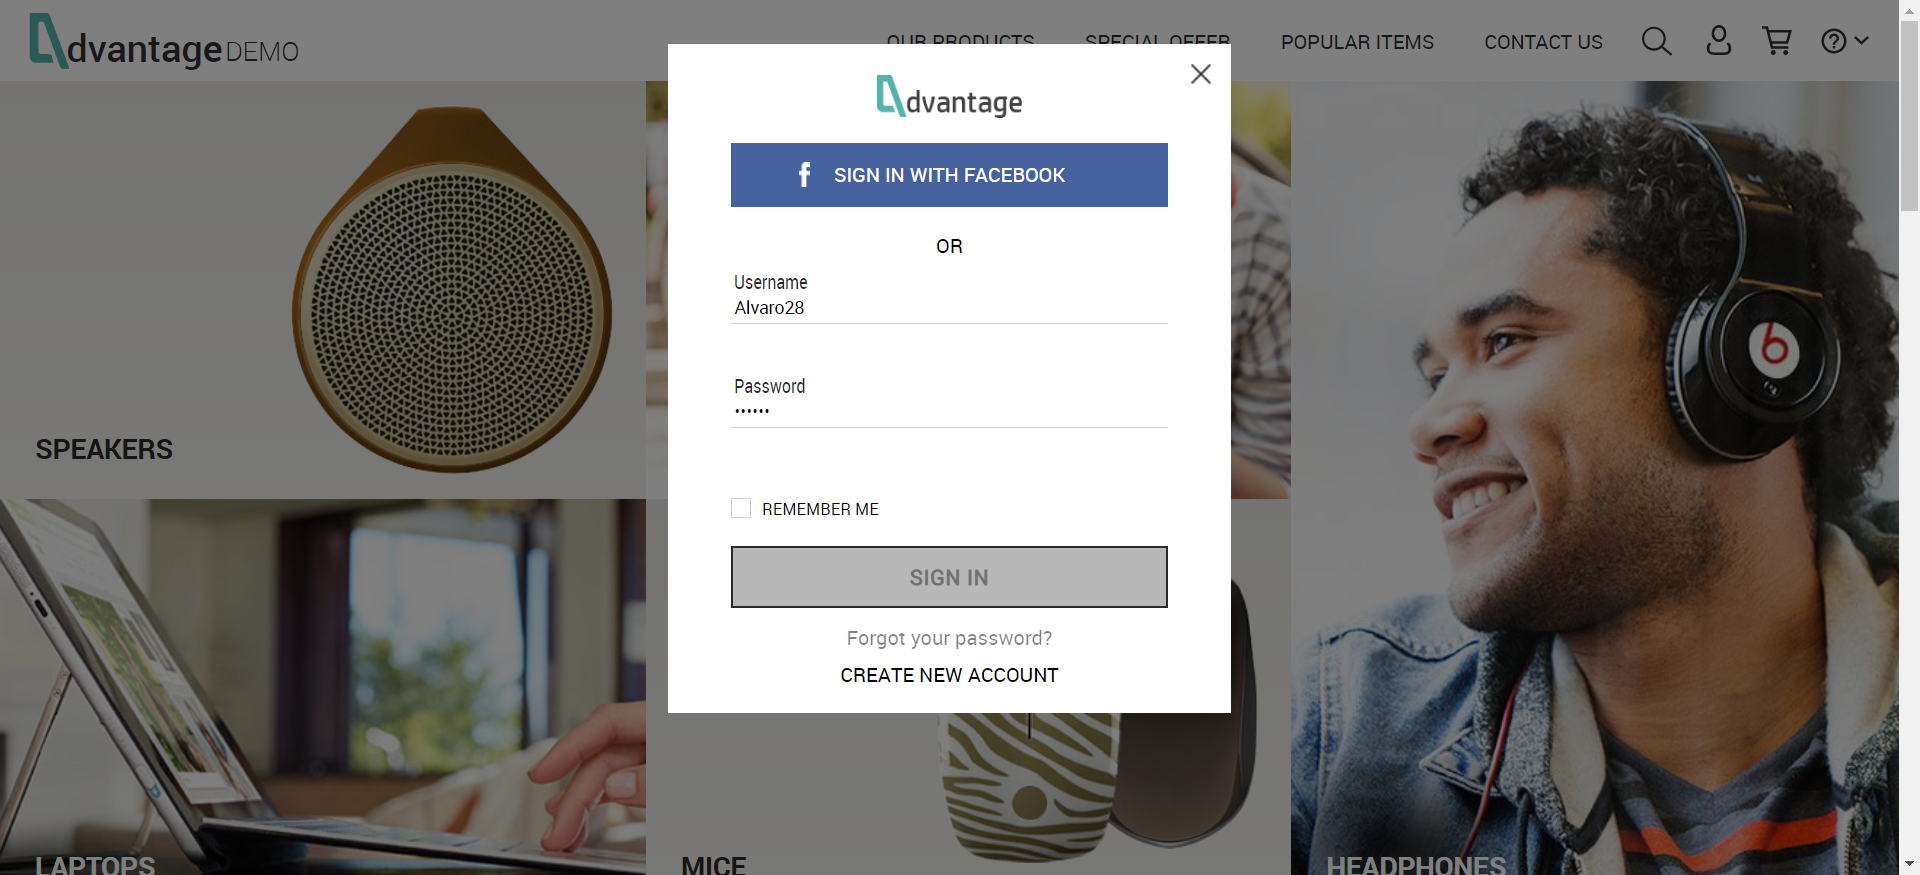 dvantage DEMO
OUR PRODUCTS SPECIAL OFFER POPULAR ITEMS CONTACT US
dvantage
SIGN IN WITH FACEBOOK
OR
Username
Alvaro28
Password
••••••
REMEMBER ME
SIGN IN
Forgot your password?
CREATE NEW ACCOUNT
SPEAKERS
LAPTOPS
MICE
HEADPHONES